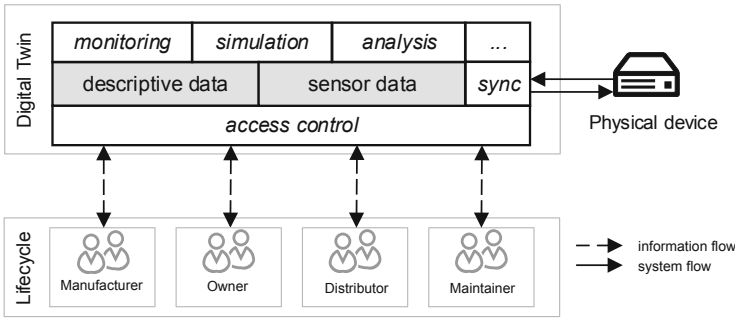 Digital Twin
monitoring simulation analysis ...
descriptive data sensor data sync
access control
Physical device
Lifecycle
Manufacturer Owner Distributor Maintainer
information flow
system flow